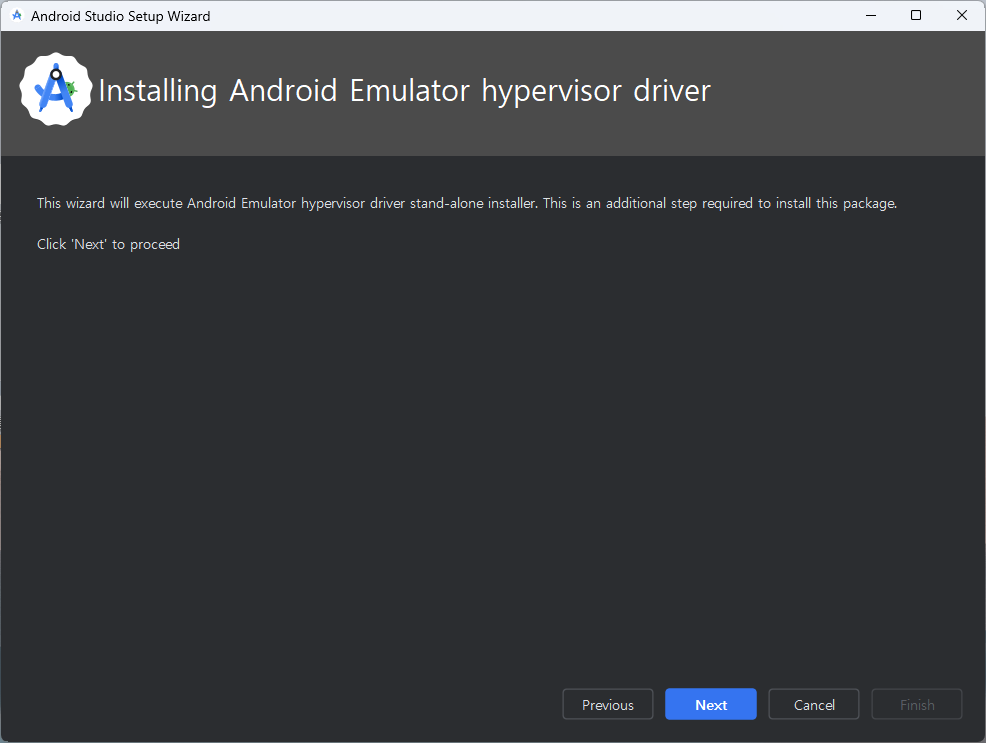 Android Studio Setup Wizard
Installing Android Emulator hypervisor driver
This wizard will execute Android Emulator hypervisor driver stand-alone installer. This is an additional step required to install this package.
Click 'Next' to proceed
Previous
Next
Cancel
Finish